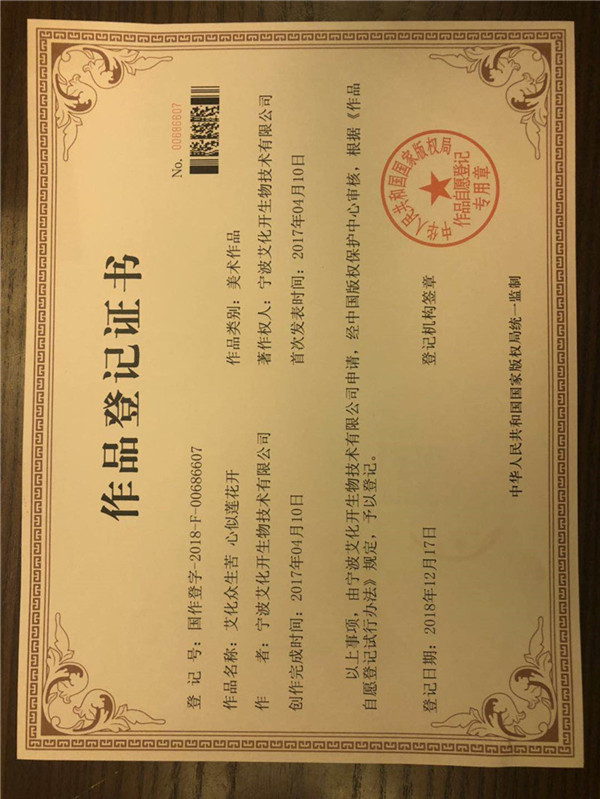 No. 00686607
作品登记证书
登 记 号：国作登字-2018-F-00686607
作品名称：艾化众生苦 心似莲花开
作品类别：美术作品
作 者：宁波艾化开生物技术有限公司
著作权人：宁波艾化开生物技术有限公司
创作完成时间：2017年04月10日
首次发表时间：2017年04月10日
以上事项，由宁波艾化开生物技术有限公司申请，经中国版权保护中心审核，根据《作品
自愿登记试行办法》规定，予以登记。
登记日期：2018年12月17日
登记机构签章
中华人民共和国国家版权局
作品自愿登记
专用章
中华人民共和国国家版权局统一监制